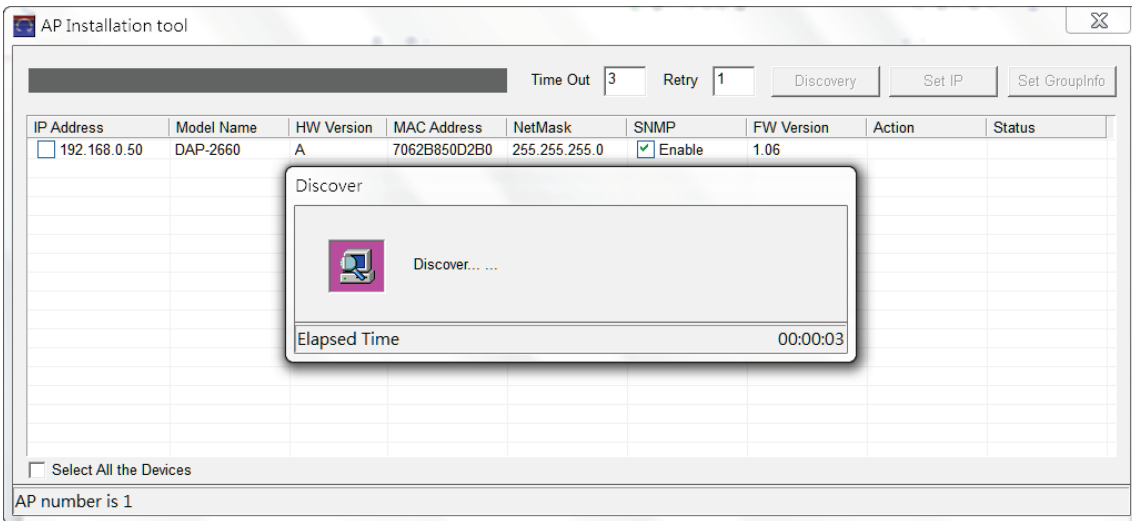 AP Installation tool
Time Out 3 Retry 1 Discovery Set IP Set GroupInfo
IP Address Model Name HW Version MAC Address NetMask SNMP FW Version Action Status
192.168.0.50 DAP-2660 A 7062B850D2B0 255.255.255.0 Enable 1.06
Discover
Discover... ...
Elapsed Time 00:00:03
Select All the Devices
AP number is 1